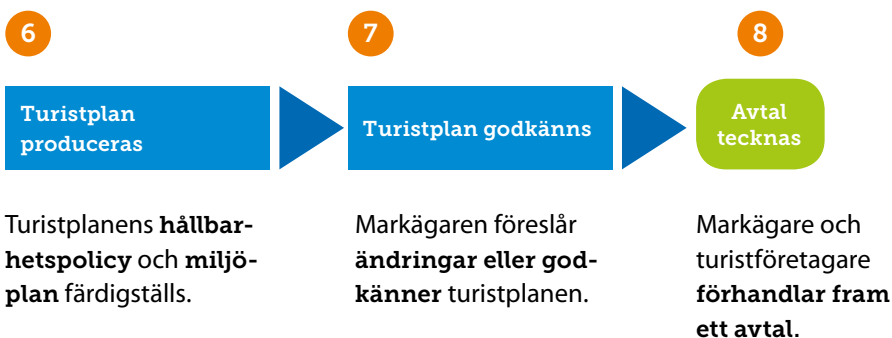 6
Turistplan
produceras
Turistplanens hållbar-
hetspolicy och miljö-
plan färdigställs.
7
Turistplan godkänns
Markägaren föreslår
ändringar eller god-
känner turistplanen.
8
Avtal
tecknas
Markägare och
turistföretagare
förhandlar fram
ett avtal.